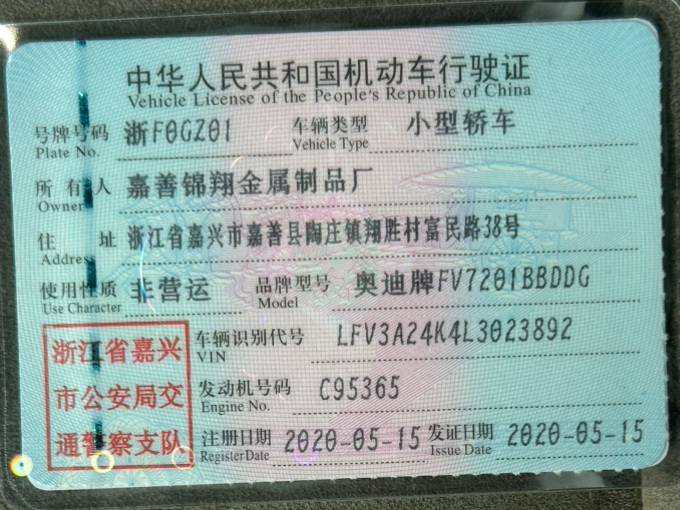 中华人民共和国机动车行驶证
Vehicle License of the People's Republic of China
号牌号码 浙F0GZ01 车辆类型 小型轿车
Plate No. Vehicle Type
所有人 嘉善锦翔金属制品厂
Owner
住址 浙江省嘉兴市嘉善县陶庄镇翔胜村富民路38号
Address
使用性质 非营运 品牌型号 奥迪牌FV7201BBDDG
Use Character Model
浙江省嘉兴 车辆识别代号 LFV3A24K4L3023892
VIN
市公安局交 发动机号码 C95365
Engine No.
通警察支队 注册日期 2020-05-15 发证日期 2020-05-15
Register Date Issue Date